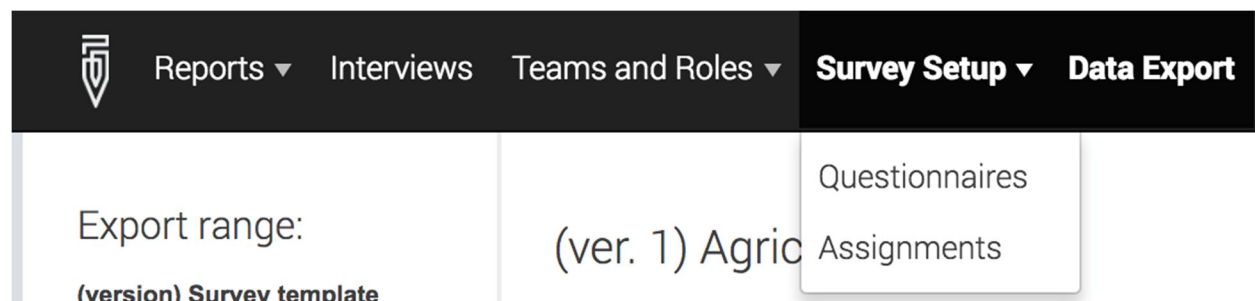 Reports Interviews Teams and Roles Survey Setup Data Export
Questionnaires
Assignments
Export range:
(version) Survey template
(ver. 1) Agric